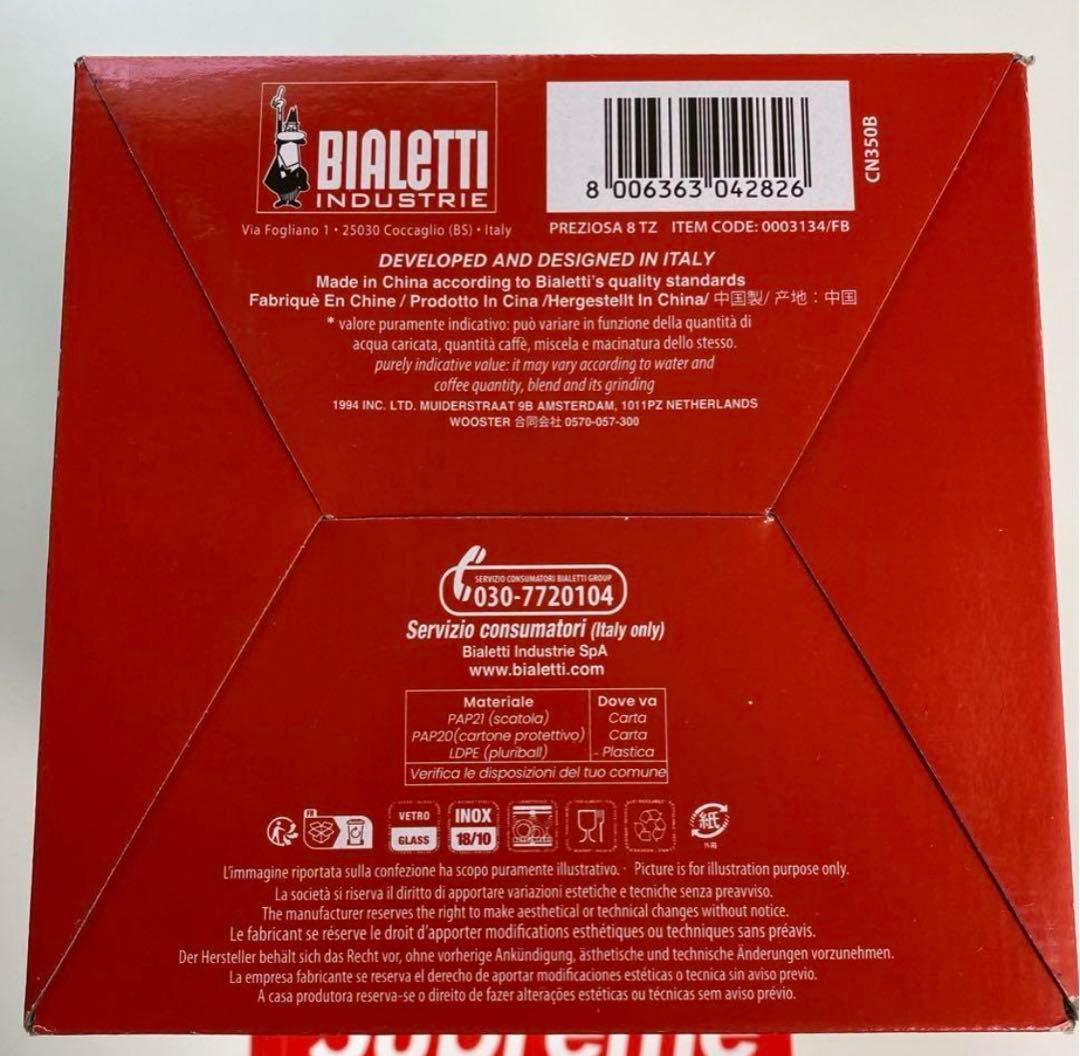 BIALETTI
INDUSTRIE
8 006363 042826
CN350B
Via Fogliano 1 • 25030 Coccaglio (BS) • Italy
PREZIOSA 8 TZ ITEM CODE: 0003134/FB
DEVELOPED AND DESIGNED IN ITALY
Made in China according to Bialetti's quality standards
Fabriquè En Chine / Prodotto In Cina /Hergestellt In China/ 中国製/ 产地：中国
* valore puramente indicativo: può variare in funzione della quantità di
acqua caricata, quantità caffè, miscela e macinatura dello stesso.
purely indicative value: it may vary according to water and
coffee quantity, blend and its grinding
1994 INC. LTD. MUIDERSTRAAT 9B AMSTERDAM, 1011PZ NETHERLANDS
WOOSTER 合同会社 0570-057-300
SERVIZIO CONSUMATORI BIALETTI GROUP
030-7720104
Servizio consumatori (Italy only)
Bialetti Industrie SpA
www.bialetti.com
Materiale Dove va
PAP21 (scatola) Carta
PAP20(cartone protettivo) Carta
LDPE (pluriball) - Plastica
Verifica le disposizioni del tuo comune
FR
VETRO
GLASS
INOX
18/10
紙
外箱
L'immagine riportata sulla confezione ha scopo puramente illustrativo. · Picture is for illustration purpose only.
La società si riserva il diritto di apportare variazioni estetiche e tecniche senza preavviso.
The manufacturer reserves the right to make aesthetical or technical changes without notice.
Le fabricant se réserve le droit d'apporter modifications esthétiques ou techniques sans préavis.
Der Hersteller behält sich das Recht vor, ohne vorherige Ankündigung, ästhetische und technische Änderungen vorzunehmen.
La empresa fabricante se reserva el derecho de aportar modificaciones estéticas o tecnica sin aviso previo.
A casa produtora reserva-se o direito de fazer alterações estéticas ou técnicas sem aviso prévio.
Supreme